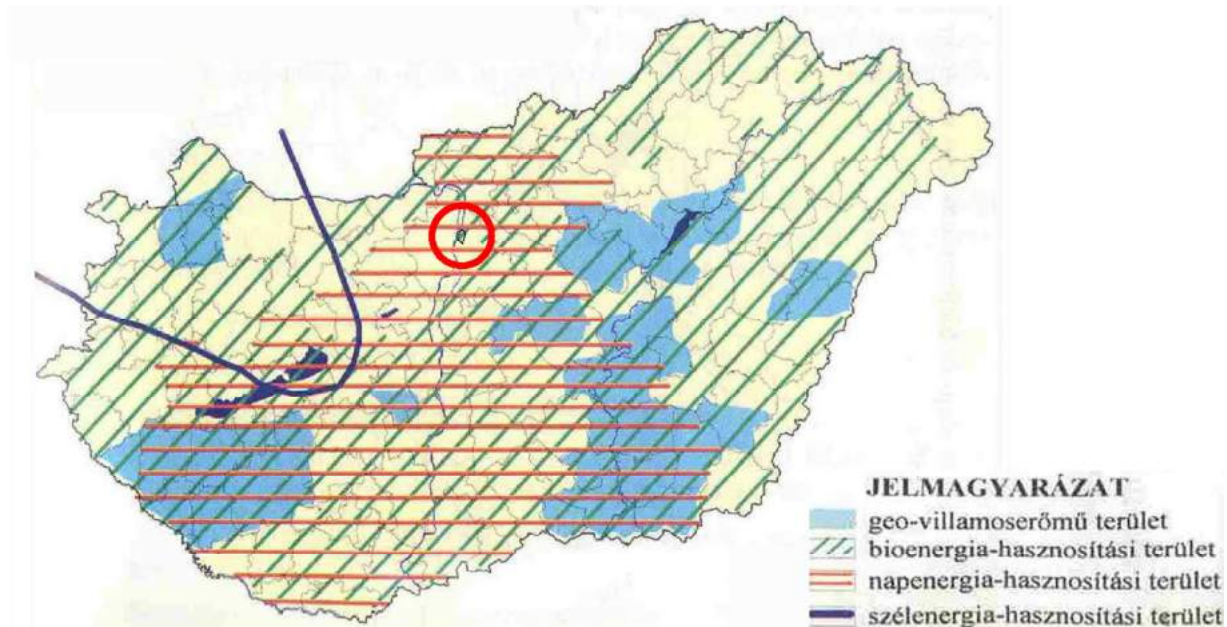 JELMAGYARÁZAT
geo-villamoserőmű terület
bioenergia-hasznosítási terület
napenergia-hasznosítási terület
szélenergia-hasznosítási terület